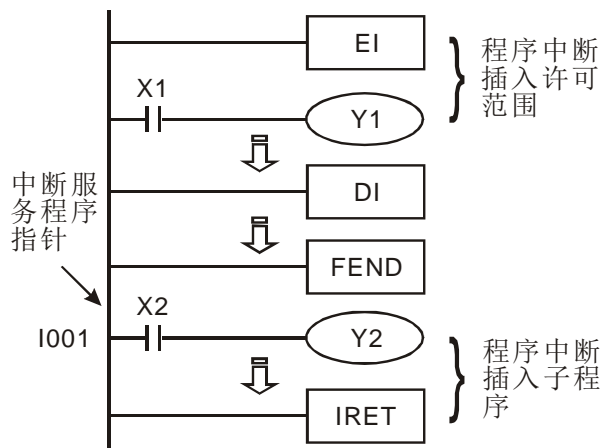 EI
程序中断
插入许可
范围
X1
Y1
DI
中断服
务程序
指针
FEND
X2
I001
Y2
程序中断
插入子程
序
IRET